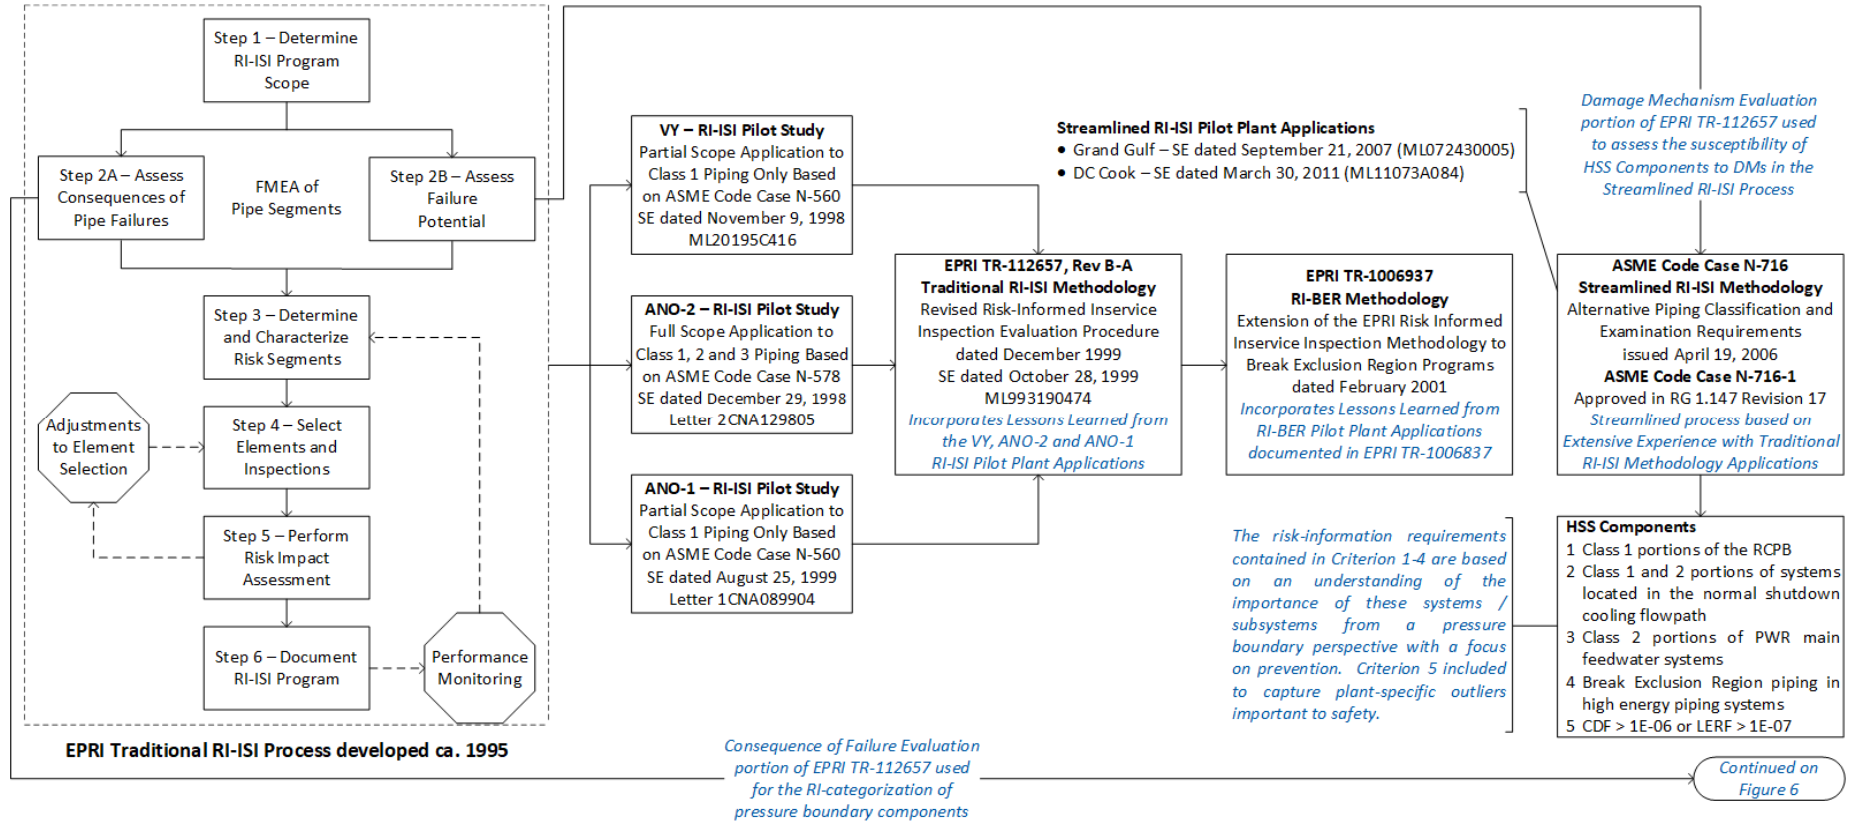 Step 1 – Determine
RI-ISI Program
Scope
Step 2A – Assess
Consequences of
Pipe Failures
FMEA of
Pipe Segments
Step 2B – Assess
Failure
Potential
Step 3 – Determine
and Characterize
Risk Segments
Adjustments
to Element
Selection
Step 4 – Select
Elements and
Inspections
Step 5 – Perform
Risk Impact
Assessment
Step 6 – Document
RI-ISI Program
Performance
Monitoring
EPRI Traditional RI-ISI Process developed ca. 1995
VY – RI-ISI Pilot Study
Partial Scope Application to
Class 1 Piping Only Based
on ASME Code Case N-560
SE dated November 9, 1998
ML20195C416
ANO-2 – RI-ISI Pilot Study
Full Scope Application to
Class 1, 2 and 3 Piping Based
on ASME Code Case N-578
SE dated December 29, 1998
Letter 2CNA129805
ANO-1 – RI-ISI Pilot Study
Partial Scope Application to
Class 1 Piping Only Based
on ASME Code Case N-560
SE dated August 25, 1999
Letter 1CNA089904
EPRI TR-112657, Rev B-A
Traditional RI-ISI Methodology
Revised Risk-Informed Inservice
Inspection Evaluation Procedure
dated December 1999
SE dated October 28, 1999
ML993190474
Incorporates Lessons Learned from
the VY, ANO-2 and ANO-1
RI-ISI Pilot Plant Applications
EPRI TR-1006937
RI-BER Methodology
Extension of the EPRI Risk Informed
Inservice Inspection Methodology to
Break Exclusion Region Programs
dated February 2001
Incorporates Lessons Learned from
RI-BER Pilot Plant Applications
documented in EPRI TR-1006837
Streamlined RI-ISI Pilot Plant Applications
• Grand Gulf – SE dated September 21, 2007 (ML072430005)
• DC Cook – SE dated March 30, 2011 (ML11073A084)
Damage Mechanism Evaluation
portion of EPRI TR-112657 used
to assess the susceptibility of
HSS Components to DMs in the
Streamlined RI-ISI Process
ASME Code Case N-716
Streamlined RI-ISI Methodology
Alternative Piping Classification and
Examination Requirements
issued April 19, 2006
ASME Code Case N-716-1
Approved in RG 1.147 Revision 17
Streamlined process based on
Extensive Experience with Traditional
RI-ISI Methodology Applications
The risk-information requirements
contained in Criterion 1-4 are based
on an understanding of the
importance of these systems /
subsystems from a pressure
boundary perspective with a focus
on prevention. Criterion 5 included
to capture plant-specific outliers
important to safety.
HSS Components
1 Class 1 portions of the RCPB
2 Class 1 and 2 portions of systems
located in the normal shutdown
cooling flowpath
3 Class 2 portions of PWR main
feedwater systems
4 Break Exclusion Region piping in
high energy piping systems
5 CDF > 1E-06 or LERF > 1E-07
Consequence of Failure Evaluation
portion of EPRI TR-112657 used
for the RI-categorization of
pressure boundary components
Continued on
Figure 6